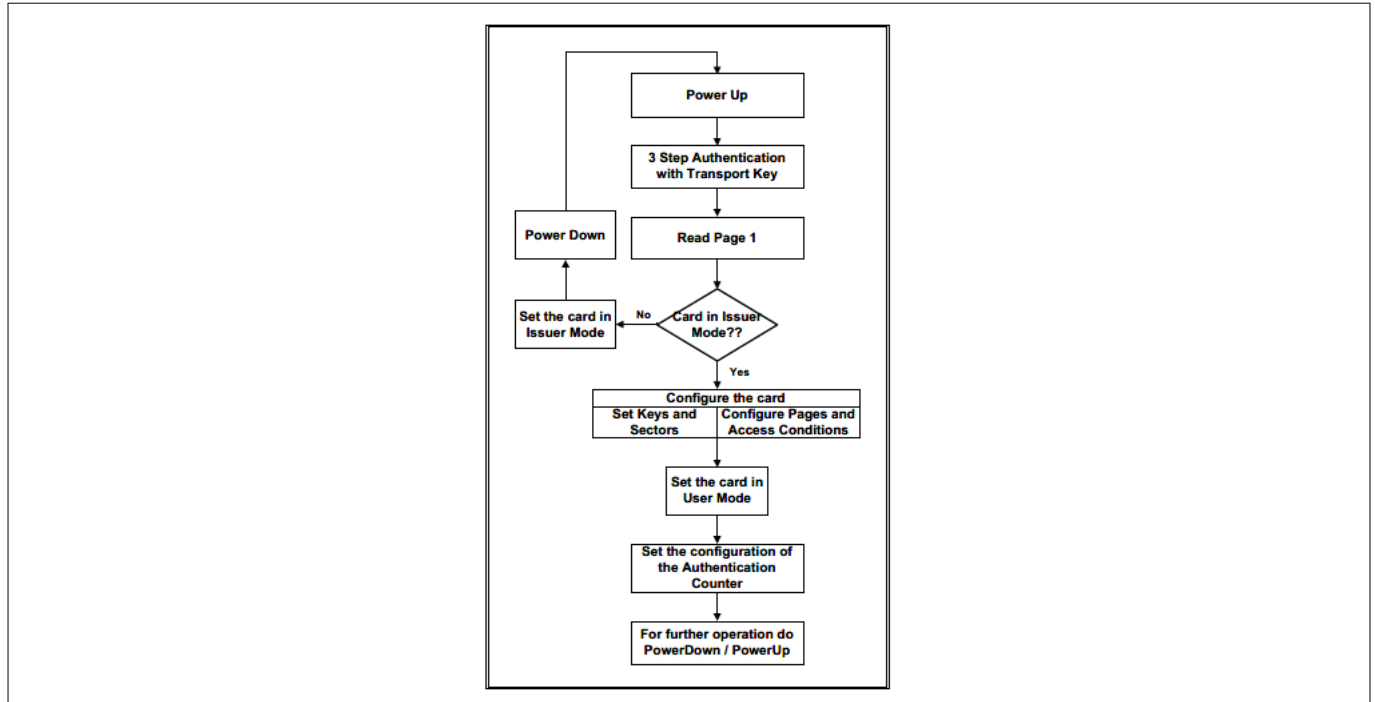 Power Up
3 Step Authentication
with Transport Key
Power Down
Read Page 1
Set the card in
Issuer Mode
No
Card in Issuer
Mode??
Yes
Configure the card
Set Keys and
Sectors
Configure Pages and
Access Conditions
Set the card in
User Mode
Set the configuration of
the Authentication
Counter
For further operation do
PowerDown / PowerUp